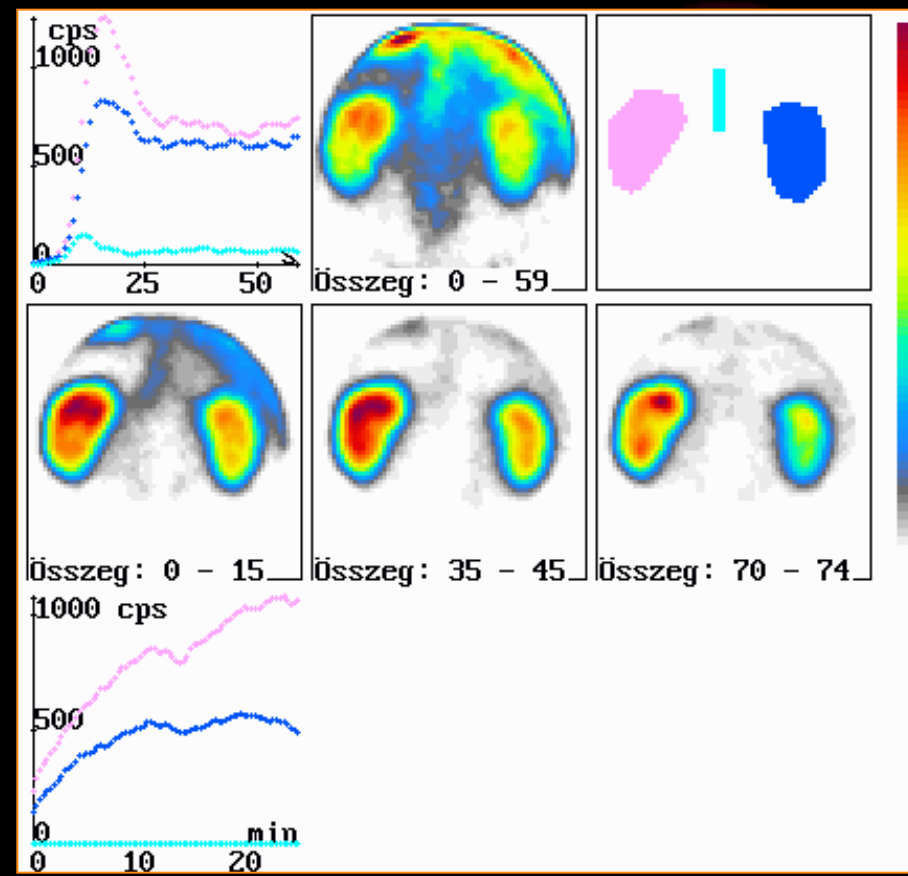 cps
1000
500
0
0 25 50 s
Összeg: 0 - 59
Összeg: 0 - 15
Összeg: 35 - 45
Összeg: 70 - 74
1000 cps
500
0 min
0 10 20